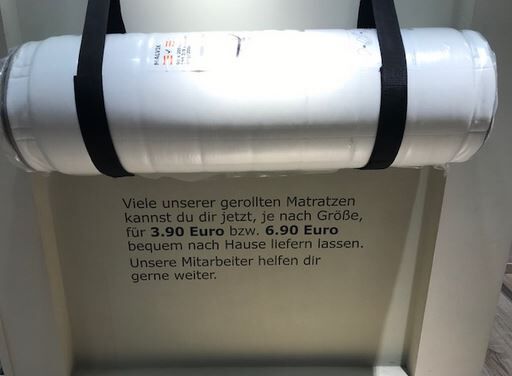 Viele unserer gerollten Matratzen
kannst du dir jetzt, je nach Größe,
für 3.90 Euro bzw. 6.90 Euro
bequem nach Hause liefern lassen.
Unsere Mitarbeiter helfen dir
gerne weiter.